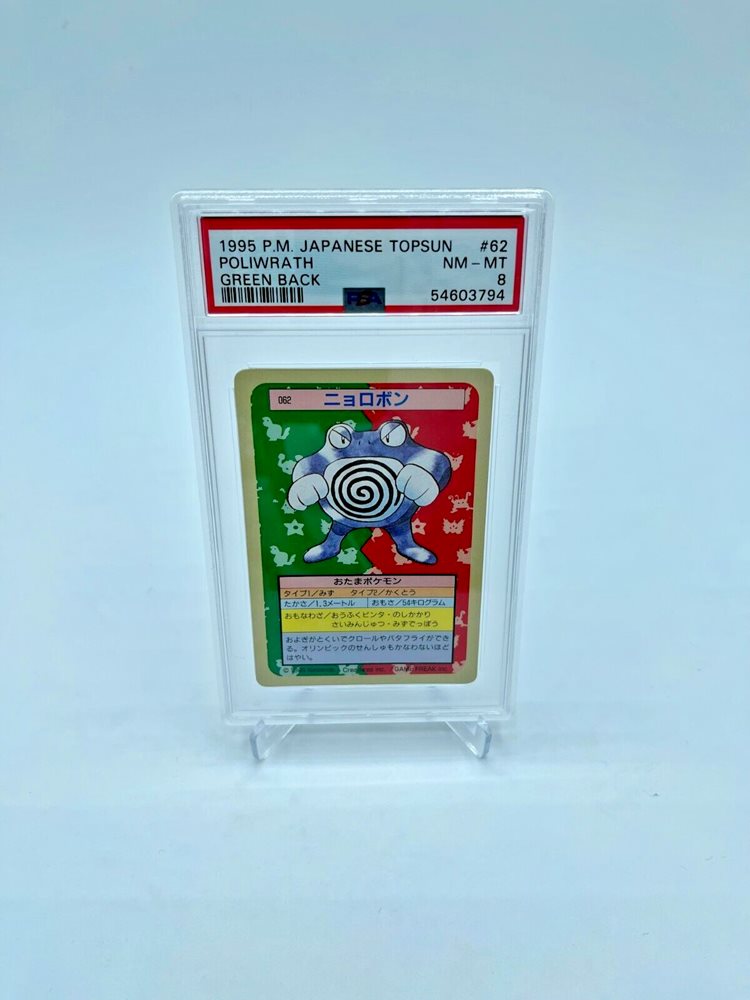 1995 P.M. JAPANESE TOPSUN #62
POLIWRATH NM - MT
GREEN BACK 8
PSA 54603794
062 ニョロボン
おたまポケモン
タイプ1/みず タイプ2/かくとう
たかさ/1.3メートル おもさ/54キログラム
おもなわざ/おうふくビンタ・のしかかり
さいみんじゅつ・みずでっぽう
およぎがとくいでクロールやバタフライができ
る。オリンピックのせんしゅもかなわないほど
はやい。
GAME FREAK inc.